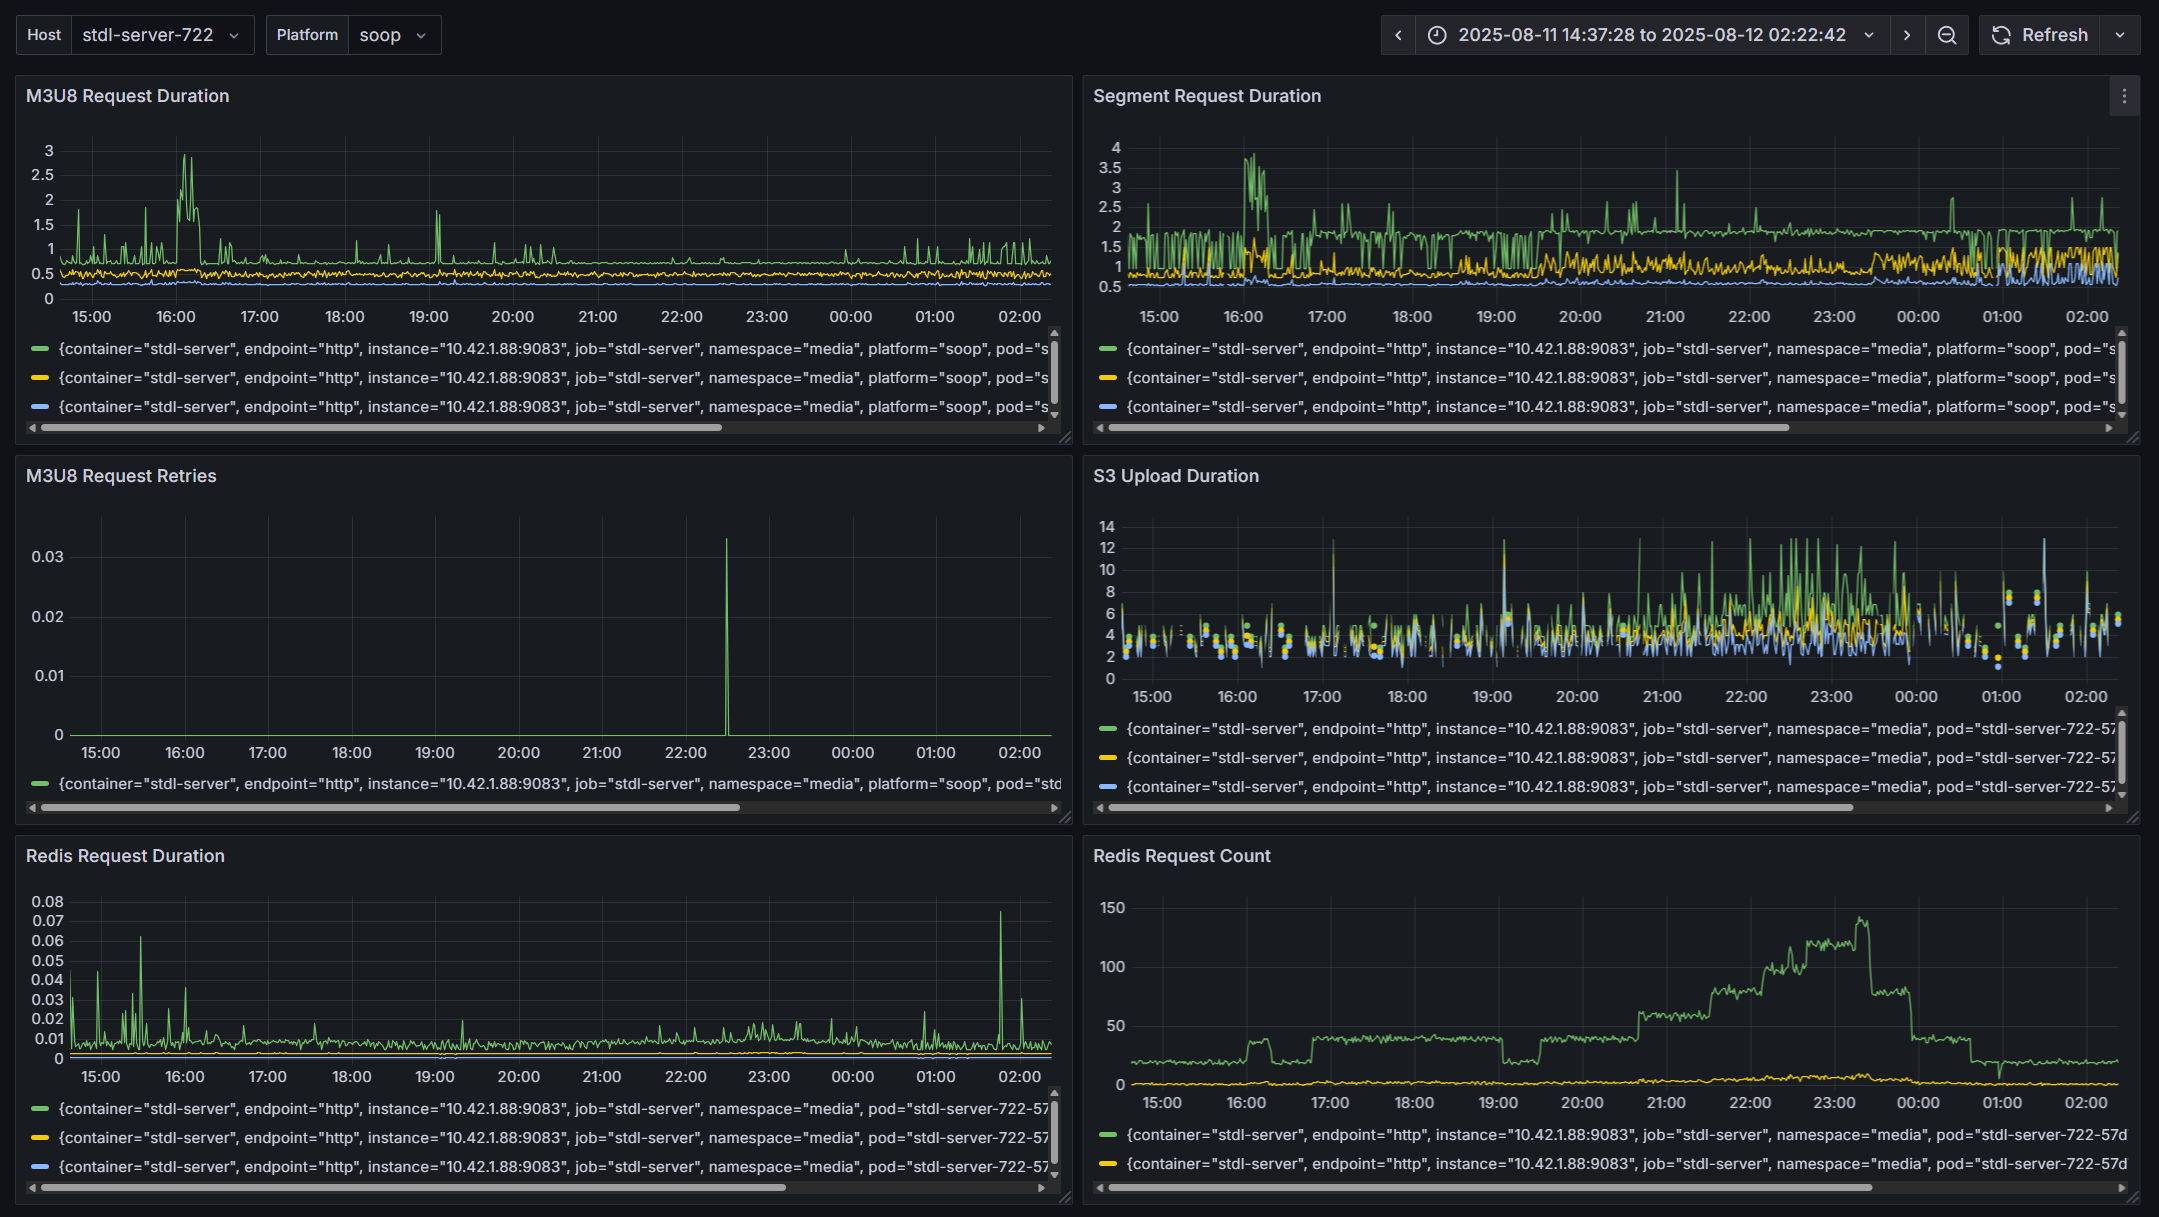 Host stdl-server-722 Platform soop 2025-08-11 14:37:28 to 2025-08-12 02:22:42 Refresh
M3U8 Request Duration
3
2.5
2
1.5
1
0.5
0
15:00 16:00 17:00 18:00 19:00 20:00 21:00 22:00 23:00 00:00 01:00 02:00
{container="stdl-server", endpoint="http", instance="10.42.1.88:9083", job="stdl-server", namespace="media", platform="soop", pod="s
{container="stdl-server", endpoint="http", instance="10.42.1.88:9083", job="stdl-server", namespace="media", platform="soop", pod="s
{container="stdl-server", endpoint="http", instance="10.42.1.88:9083", job="stdl-server", namespace="media", platform="soop", pod="s
Segment Request Duration
4
3.5
3
2.5
2
1.5
1
0.5
15:00 16:00 17:00 18:00 19:00 20:00 21:00 22:00 23:00 00:00 01:00 02:00
{container="stdl-server", endpoint="http", instance="10.42.1.88:9083", job="stdl-server", namespace="media", platform="soop", pod="s
{container="stdl-server", endpoint="http", instance="10.42.1.88:9083", job="stdl-server", namespace="media", platform="soop", pod="s
{container="stdl-server", endpoint="http", instance="10.42.1.88:9083", job="stdl-server", namespace="media", platform="soop", pod="s
M3U8 Request Retries
0.03
0.02
0.01
0
15:00 16:00 17:00 18:00 19:00 20:00 21:00 22:00 23:00 00:00 01:00 02:00
{container="stdl-server", endpoint="http", instance="10.42.1.88:9083", job="stdl-server", namespace="media", platform="soop", pod="std
S3 Upload Duration
14
12
10
8
6
4
2
0
15:00 16:00 17:00 18:00 19:00 20:00 21:00 22:00 23:00 00:00 01:00 02:00
{container="stdl-server", endpoint="http", instance="10.42.1.88:9083", job="stdl-server", namespace="media", pod="stdl-server-722-57
{container="stdl-server", endpoint="http", instance="10.42.1.88:9083", job="stdl-server", namespace="media", pod="stdl-server-722-57
{container="stdl-server", endpoint="http", instance="10.42.1.88:9083", job="stdl-server", namespace="media", pod="stdl-server-722-57
Redis Request Duration
0.08
0.07
0.06
0.05
0.04
0.03
0.02
0.01
0
15:00 16:00 17:00 18:00 19:00 20:00 21:00 22:00 23:00 00:00 01:00 02:00
{container="stdl-server", endpoint="http", instance="10.42.1.88:9083", job="stdl-server", namespace="media", pod="stdl-server-722-57
{container="stdl-server", endpoint="http", instance="10.42.1.88:9083", job="stdl-server", namespace="media", pod="stdl-server-722-57
{container="stdl-server", endpoint="http", instance="10.42.1.88:9083", job="stdl-server", namespace="media", pod="stdl-server-722-57
Redis Request Count
150
100
50
0
15:00 16:00 17:00 18:00 19:00 20:00 21:00 22:00 23:00 00:00 01:00 02:00
{container="stdl-server", endpoint="http", instance="10.42.1.88:9083", job="stdl-server", namespace="media", pod="stdl-server-722-57d
{container="stdl-server", endpoint="http", instance="10.42.1.88:9083", job="stdl-server", namespace="media", pod="stdl-server-722-57d